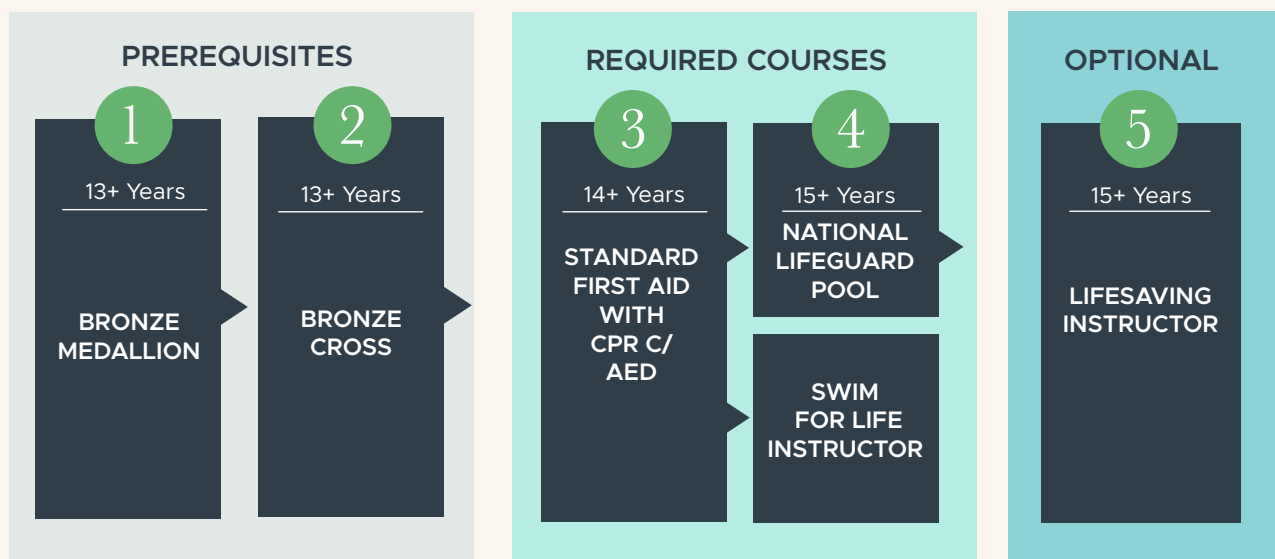 PREREQUISITES
1
13+ Years
BRONZE
MEDALLION
2
13+ Years
BRONZE
CROSS
REQUIRED COURSES
3
14+ Years
STANDARD
FIRST AID
WITH
CPR C/
AED
4
15+ Years
NATIONAL
LIFEGUARD
POOL
SWIM
FOR LIFE
INSTRUCTOR
OPTIONAL
5
15+ Years
LIFESAVING
INSTRUCTOR